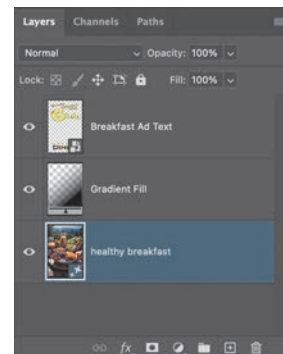 Layers Channels Paths
Normal Opacity: 100%
Lock: Fill: 100%
Breakfast Ad Text
Gradient Fill
healthy breakfast
fx